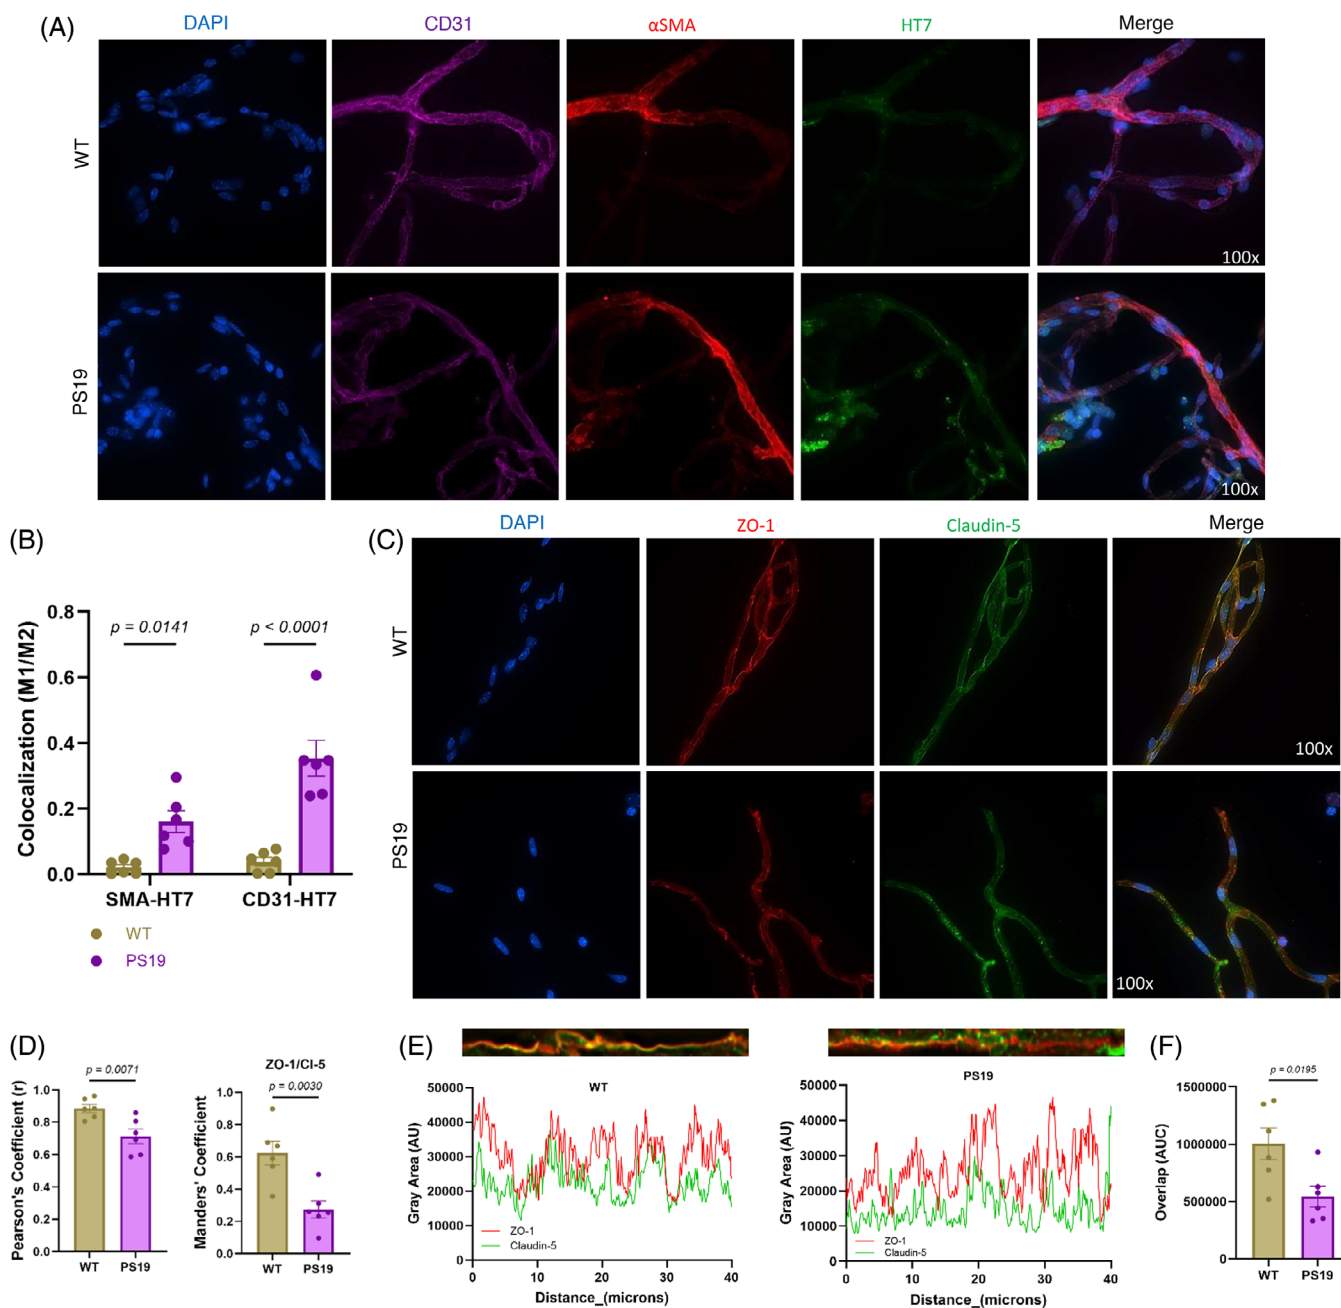 (A)
DAPI CD31 αSMA HT7 Merge
WT
100x
PS19
100x
(B)
0.8
0.6
0.4
0.2
0.0
Colocalization (M1/M2)
p = 0.0141
p < 0.0001
SMA-HT7 CD31-HT7
WT
PS19
(C)
DAPI ZO-1 Claudin-5 Merge
WT
100x
PS19
100x
(D)
Pearson's Coefficient (r)
1.0
0.8
0.6
0.4
0.2
0.0
p = 0.0071
WT PS19
ZO-1/Cl-5
Manders' Coefficient
1.0
0.8
0.6
0.4
0.2
0.0
p = 0.0030
WT PS19
(E)
WT
Gray Area (AU)
50000
40000
30000
20000
10000
0
ZO-1
Claudin-5
0 10 20 30 40
Distance_(microns)
PS19
Gray Area (AU)
50000
40000
30000
20000
10000
0
ZO-1
Claudin-5
0 10 20 30 40
Distance_(microns)
(F)
Overlap (AUC)
1500000
1000000
500000
0
p = 0.0195
WT PS19